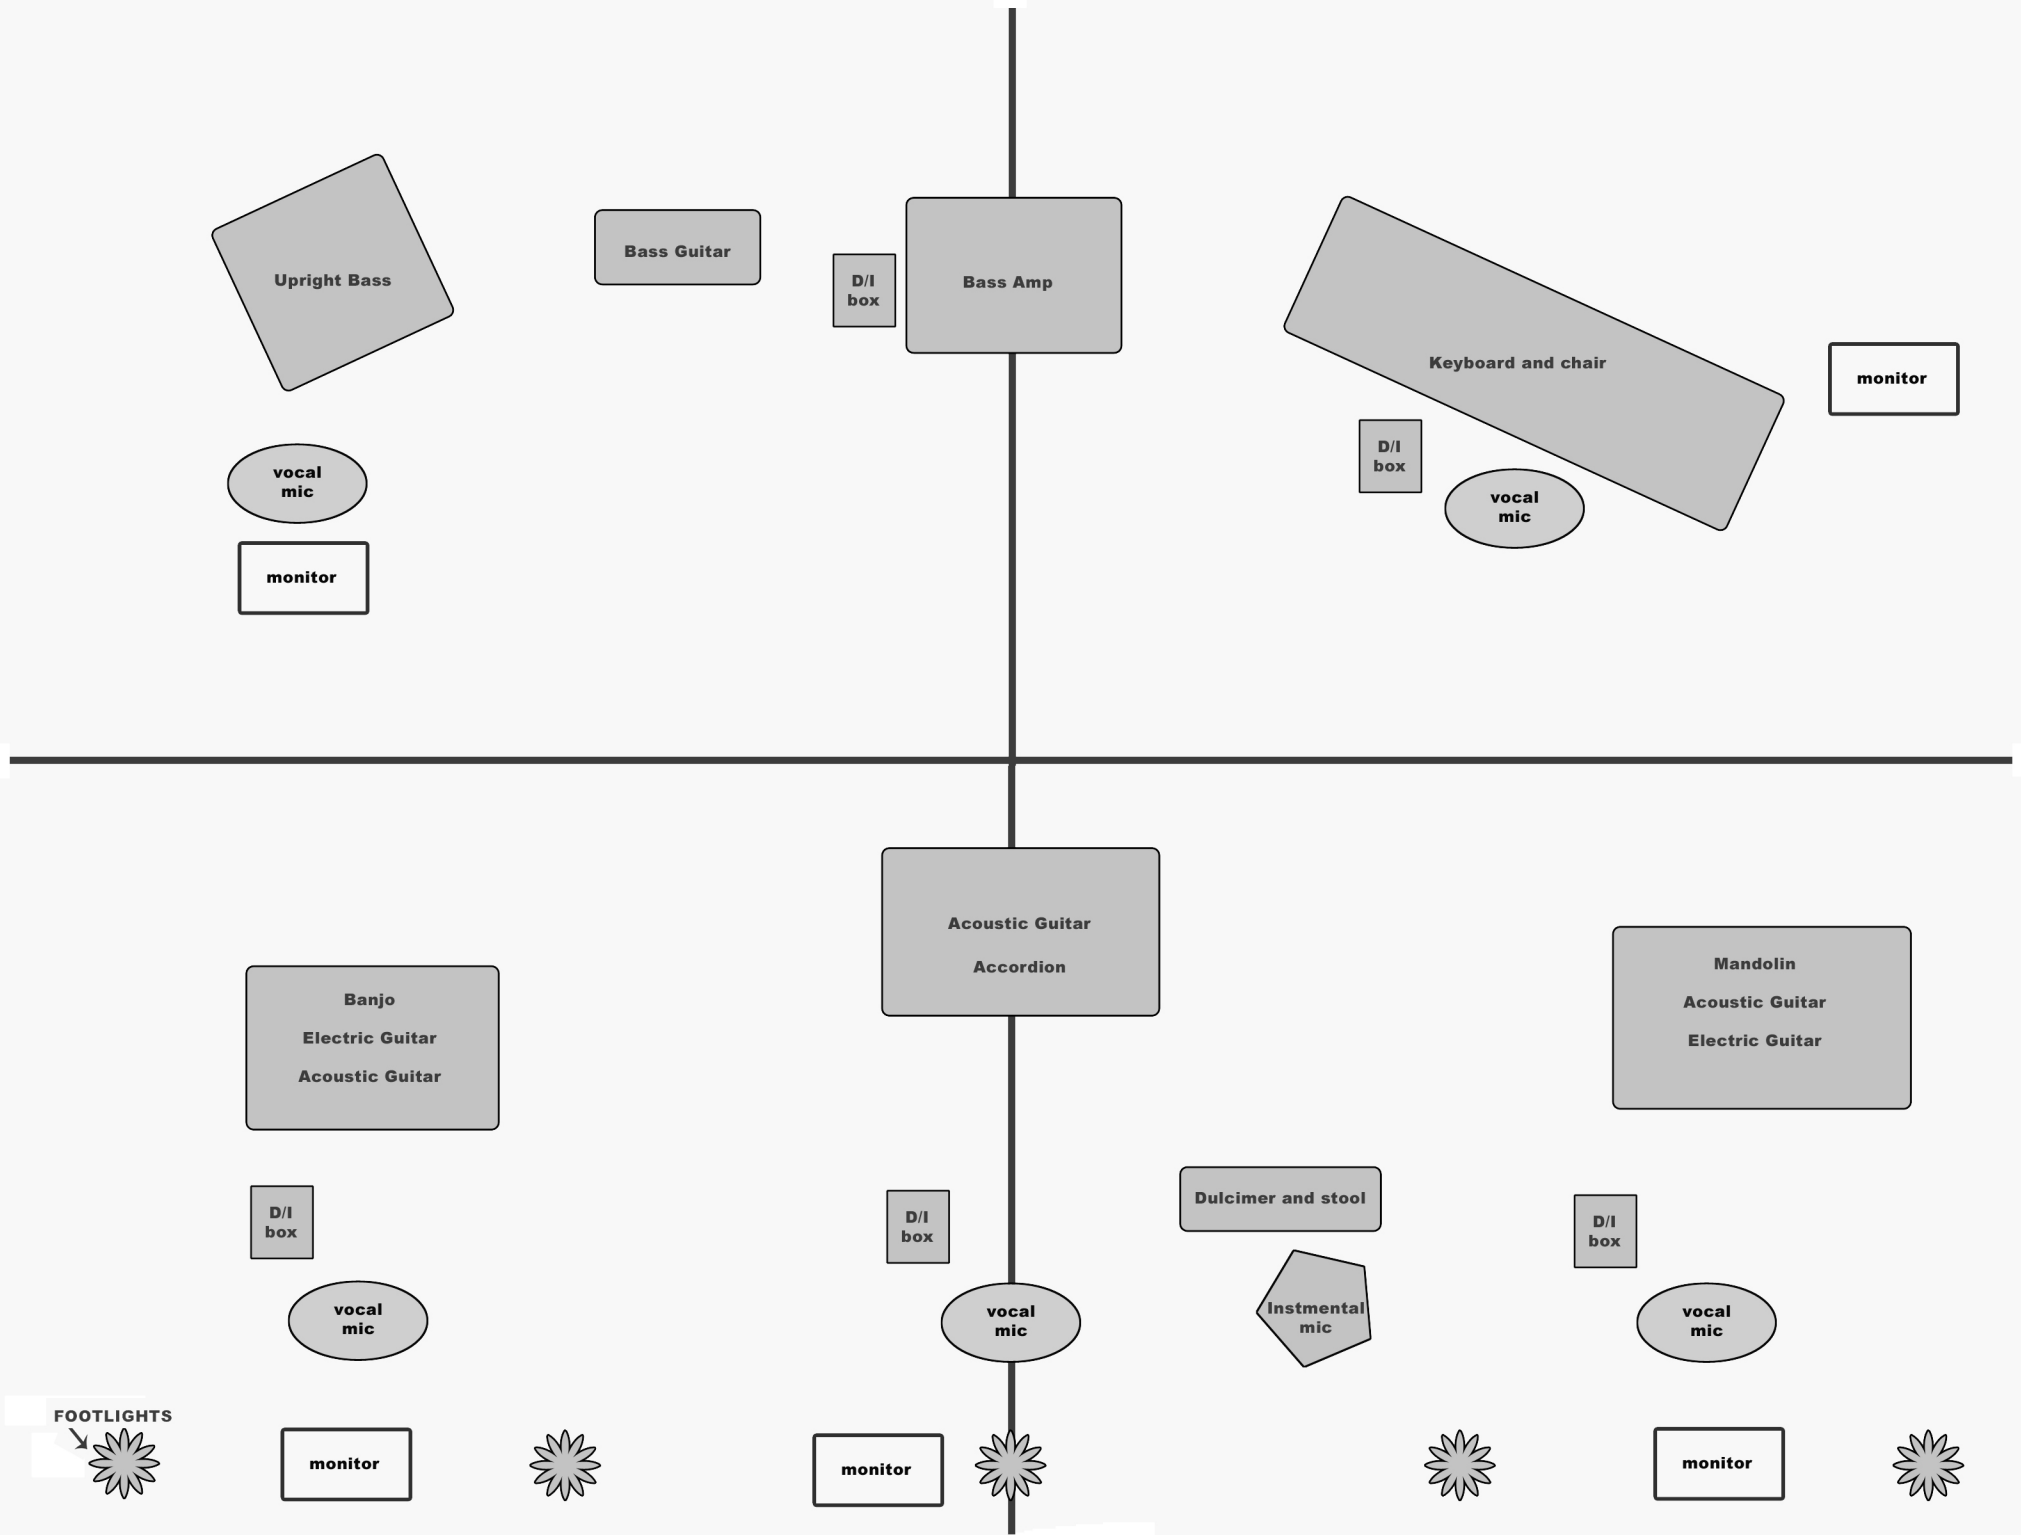 Upright Bass
Bass Guitar
D/I
box
Bass Amp
Keyboard and chair
monitor
D/I
box
vocal
mic
vocal
mic
monitor
Acoustic Guitar
Accordion
Banjo
Electric Guitar
Acoustic Guitar
Mandolin
Acoustic Guitar
Electric Guitar
D/I
box
D/I
box
Dulcimer and stool
D/I
box
vocal
mic
vocal
mic
Instmental
mic
vocal
mic
FOOTLIGHTS
monitor
monitor
monitor